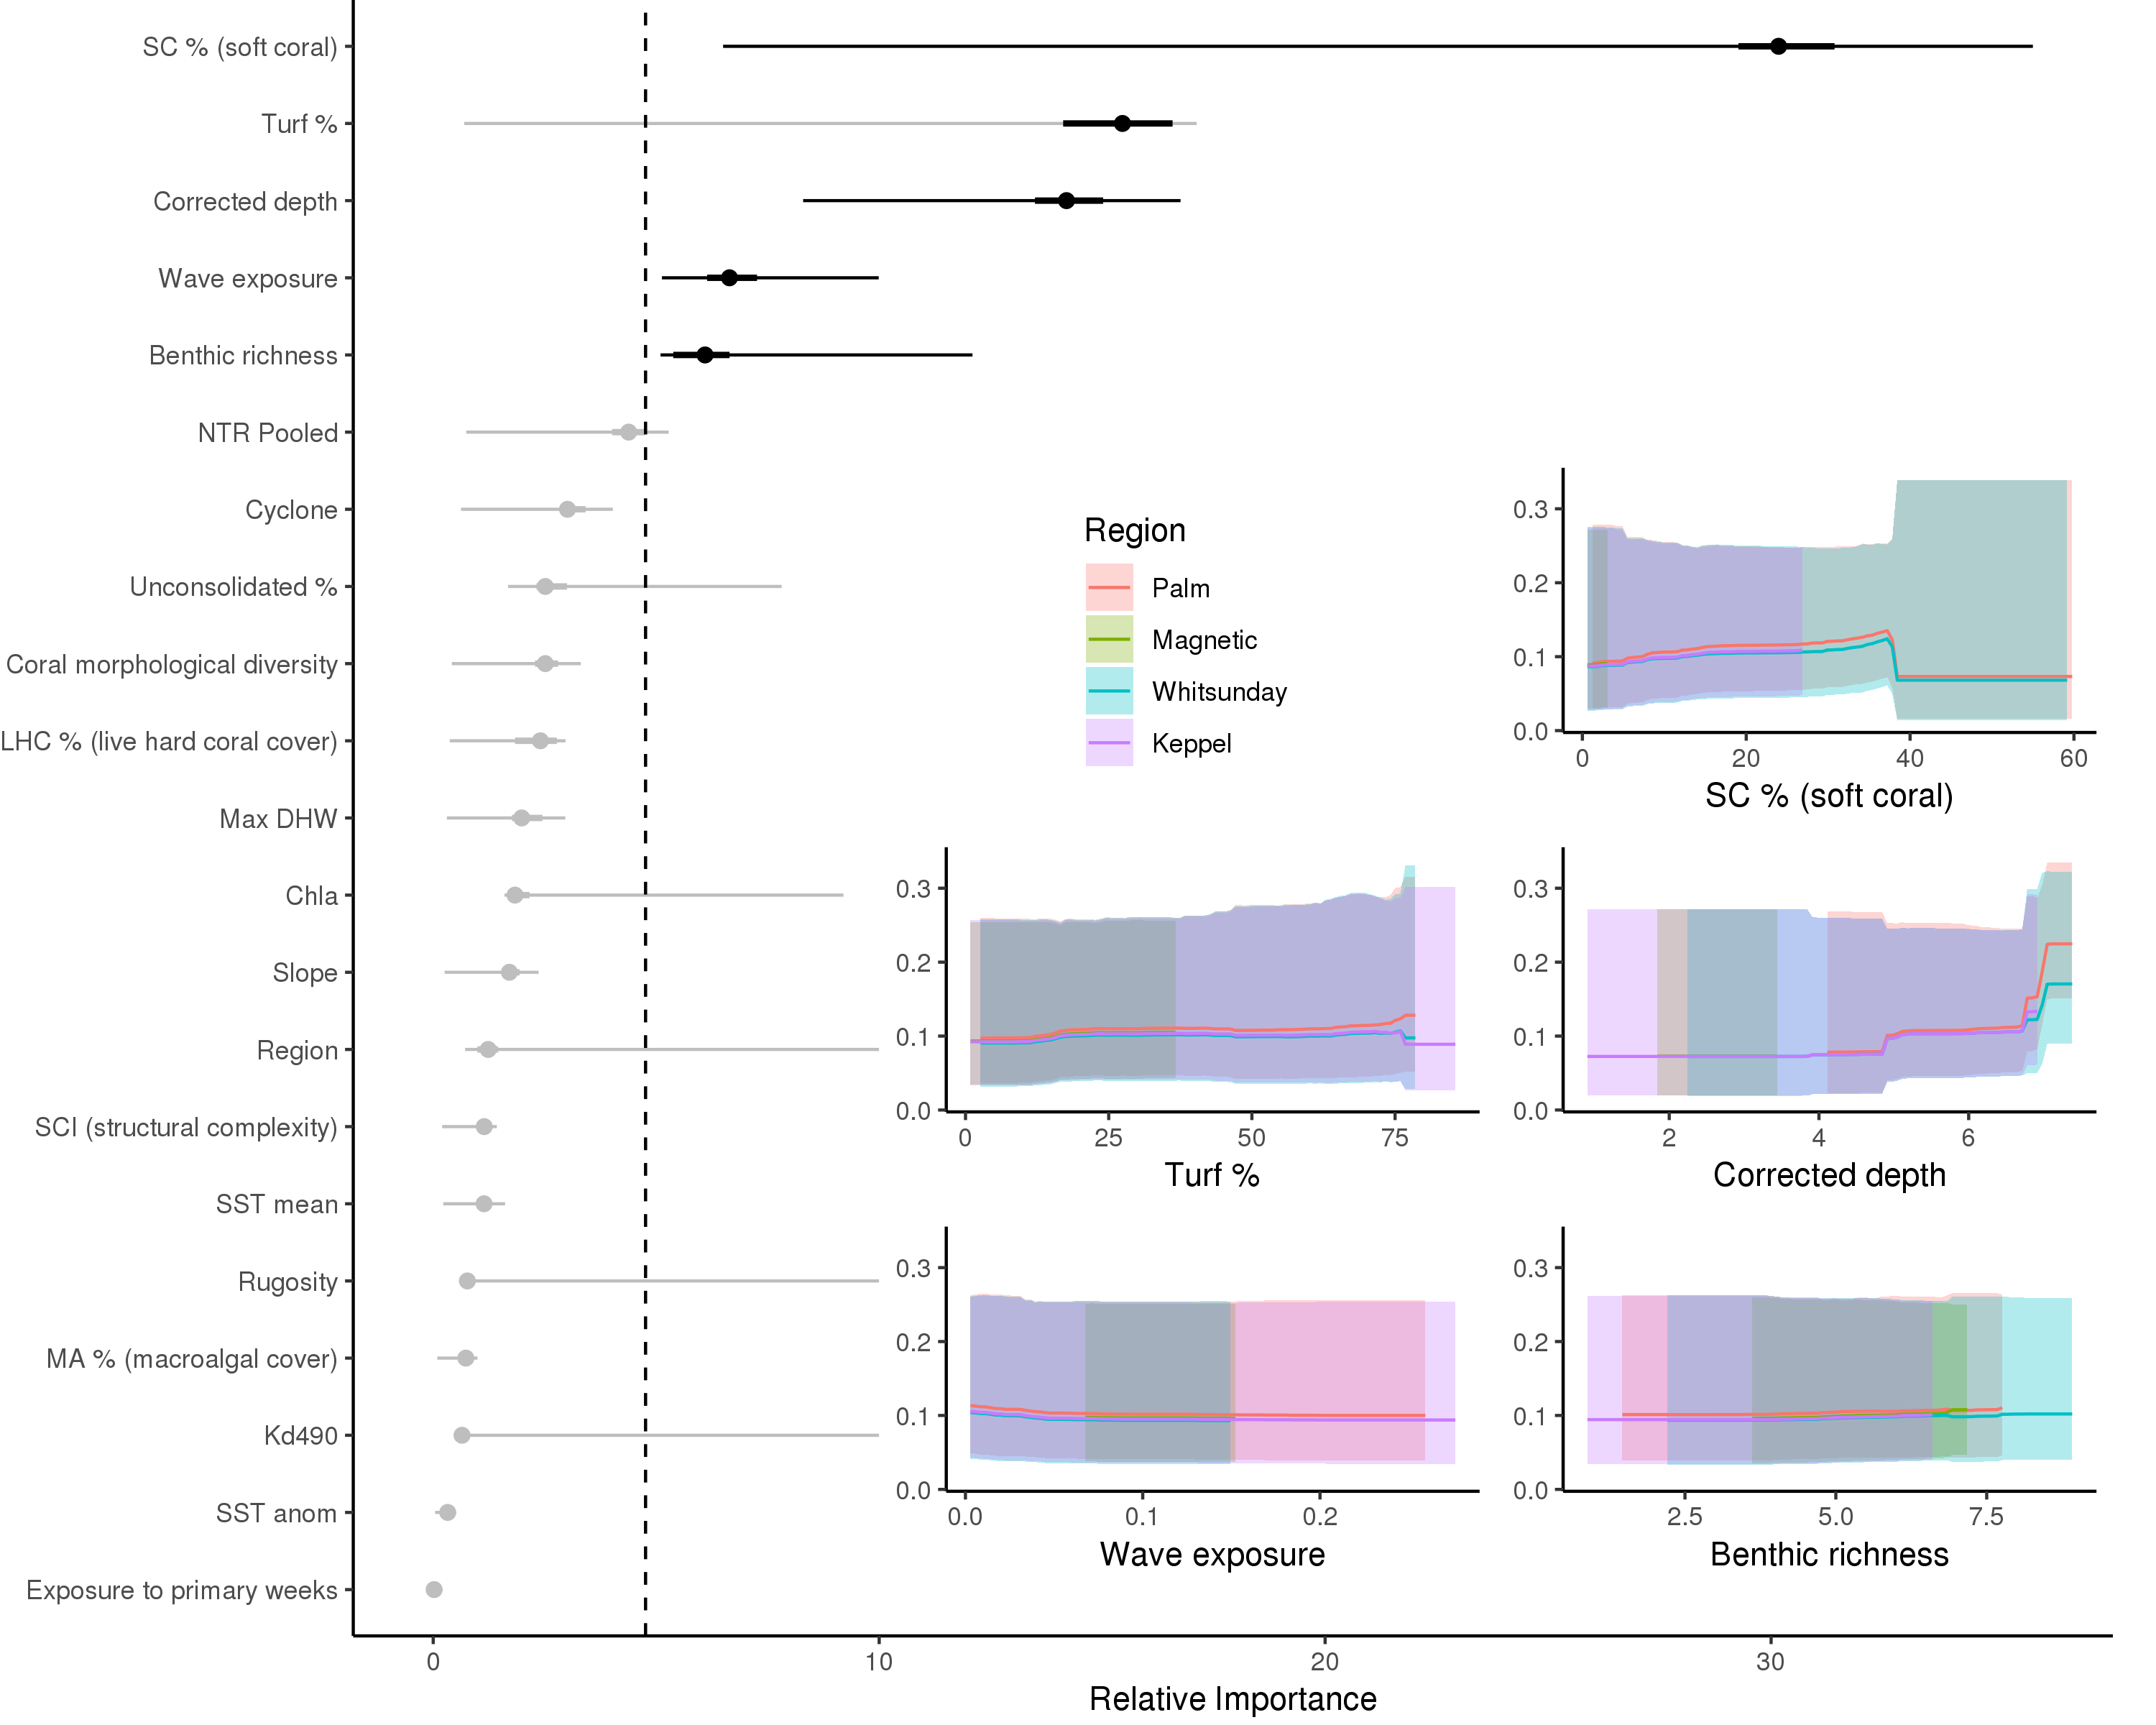 SC % (soft coral)
Turf %
Corrected depth
Wave exposure
Benthic richness
NTR Pooled
Cyclone
Unconsolidated %
Coral morphological diversity
LHC % (live hard coral cover)
Max DHW
Chla
Slope
Region
SCI (structural complexity)
SST mean
Rugosity
MA % (macroalgal cover)
Kd490
SST anom
Exposure to primary weeks
0 10 20 30
Relative Importance
Region
Palm
Magnetic
Whitsunday
Keppel
0.3
0.2
0.1
0.0
0 20 40 60
SC % (soft coral)
0.3
0.2
0.1
0.0
0 25 50 75
Turf %
0.3
0.2
0.1
0.0
2 4 6
Corrected depth
0.3
0.2
0.1
0.0
0.0 0.1 0.2
Wave exposure
0.3
0.2
0.1
0.0
2.5 5.0 7.5
Benthic richness